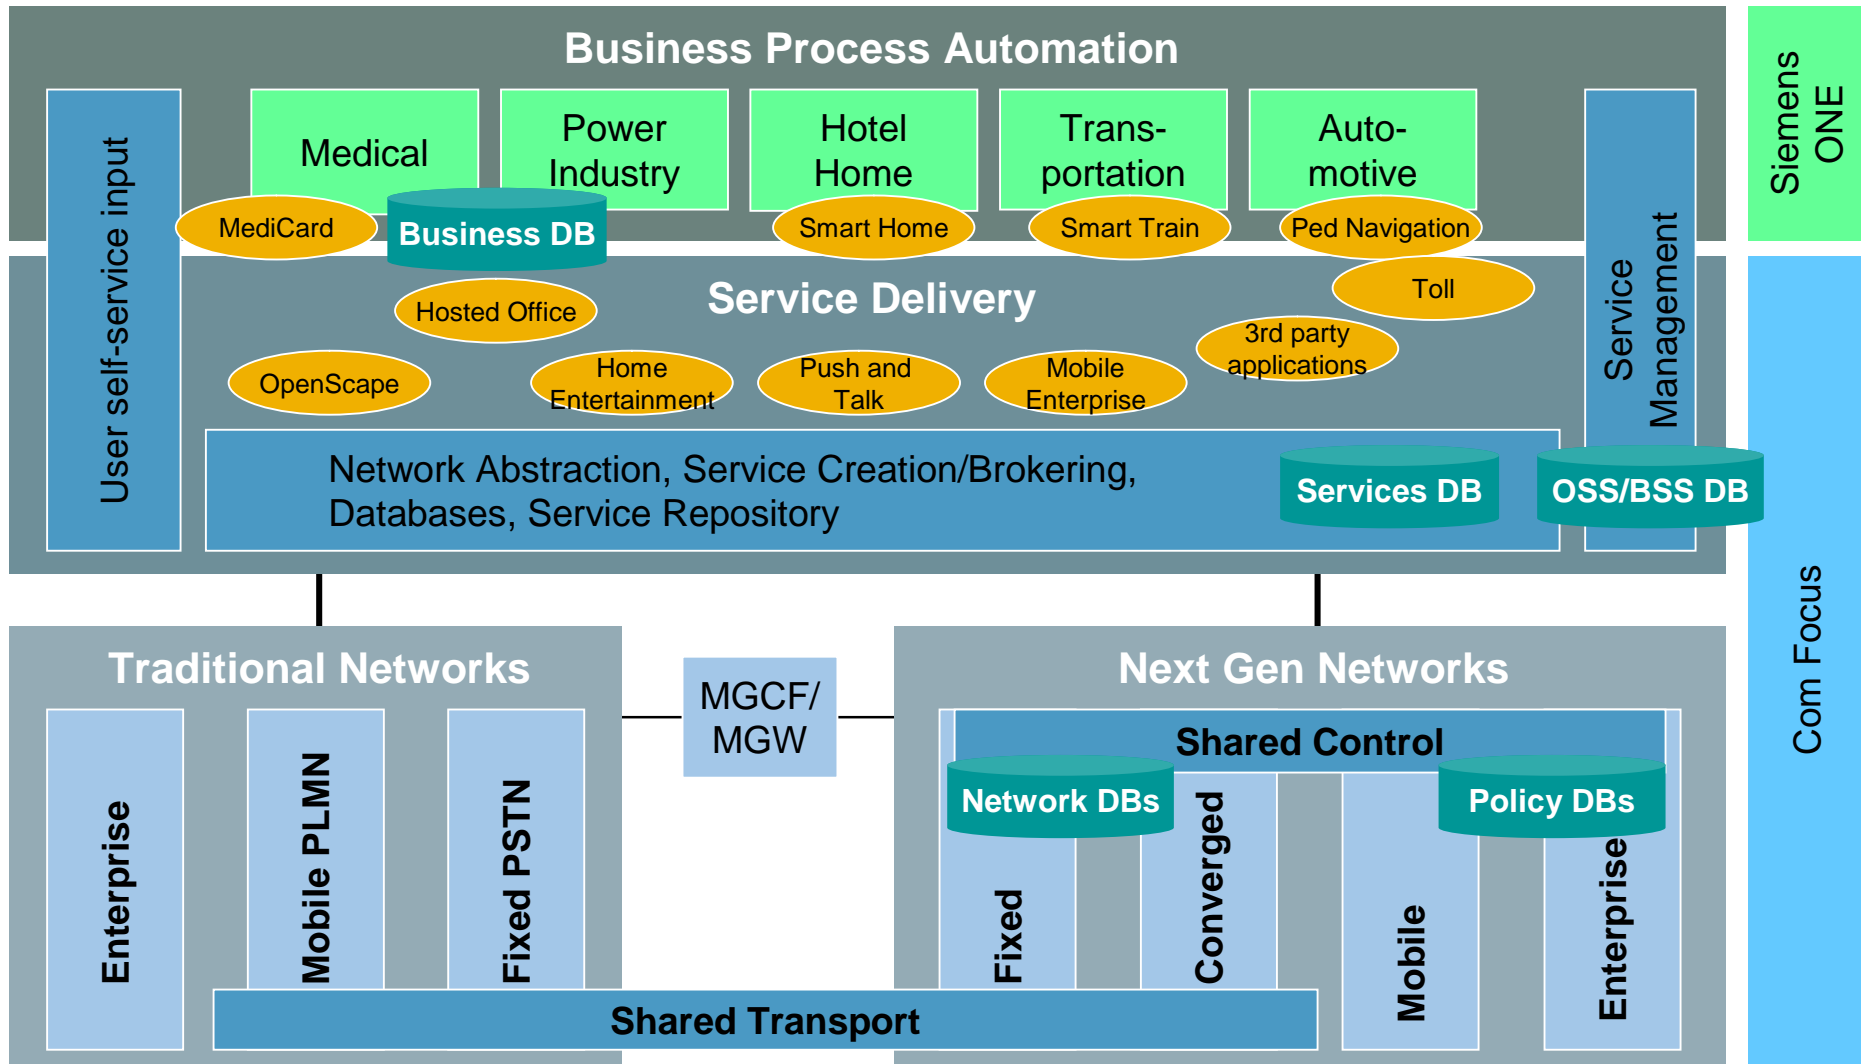 Business Process Automation
Siemens
ONE
User self-service input
Medical
Power
Industry
Hotel
Home
Trans-
portation
Auto-
motive
Service
Management
MediCard
Business DB
Smart Home
Smart Train
Ped Navigation
Service Delivery
Hosted Office
Toll
3rd party
applications
OpenScape
Home
Entertainment
Push and
Talk
Mobile
Enterprise
Network Abstraction, Service Creation/Brokering,
Databases, Service Repository
Services DB
OSS/BSS DB
Com Focus
Traditional Networks
MGCF/
MGW
Next Gen Networks
Shared Control
Network DBs
Policy DBs
Enterprise
Mobile PLMN
Fixed PSTN
Fixed
Converged
Mobile
Enterprise
Shared Transport